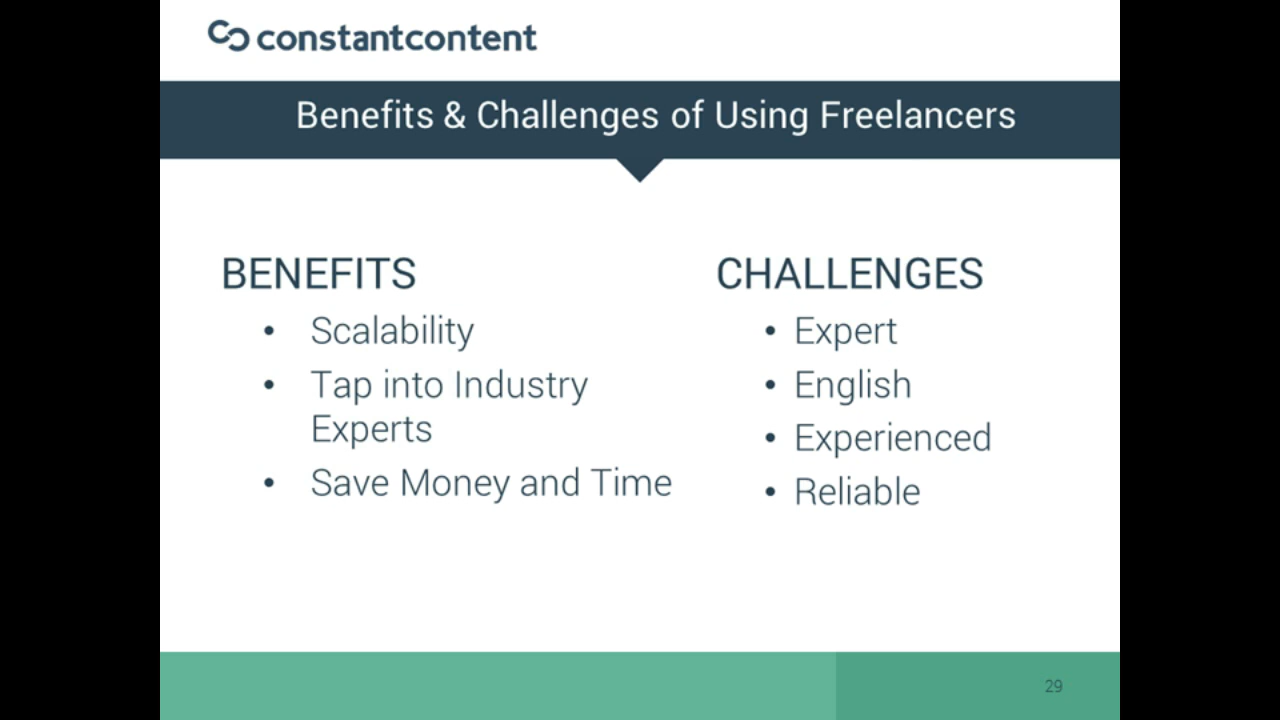 constantcontent
Benefits & Challenges of Using Freelancers
BENEFITS
• Scalability
• Tap into Industry
Experts
• Save Money and Time
CHALLENGES
• Expert
• English
• Experienced
• Reliable
29